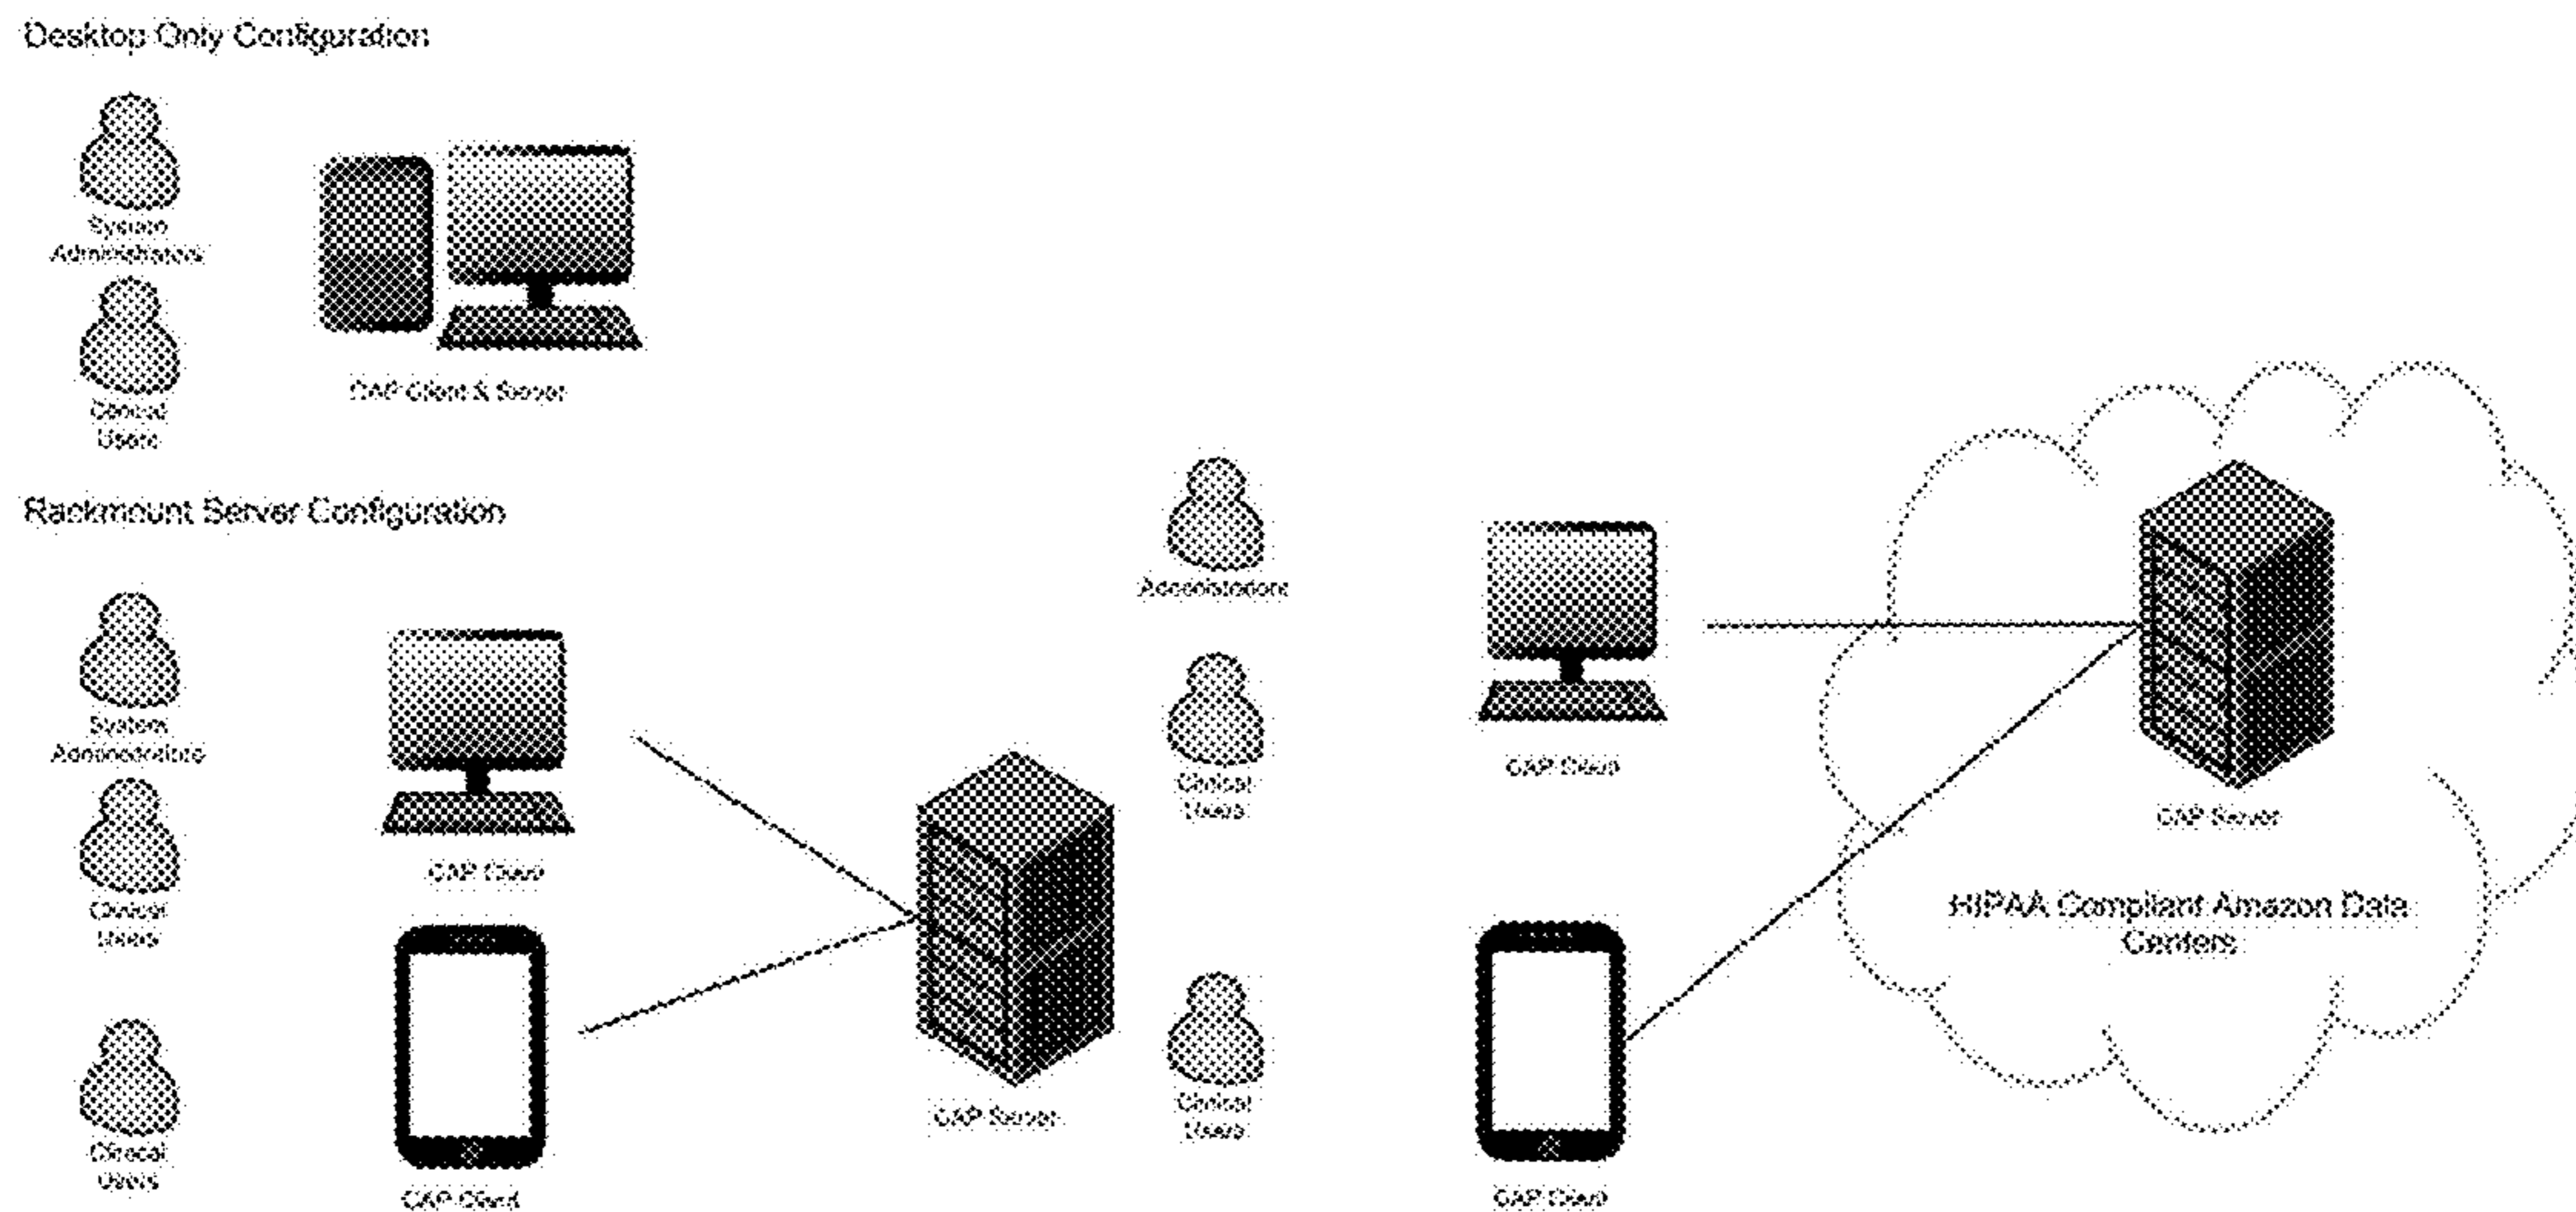 Desktop Only Configuration
System
Administrators
CAP Client & Server
Clinical
Users
Rackmount Server Configuration
Administrators
System
Administrators
CAP Client
CAP Server
Clinical
Users
CAP Client
Clinical
Users
HIPAA Compliant Amazon Data
Centers
CAP Server
Clinical
Users
Clinical
Users
CAP Client
CAP Client